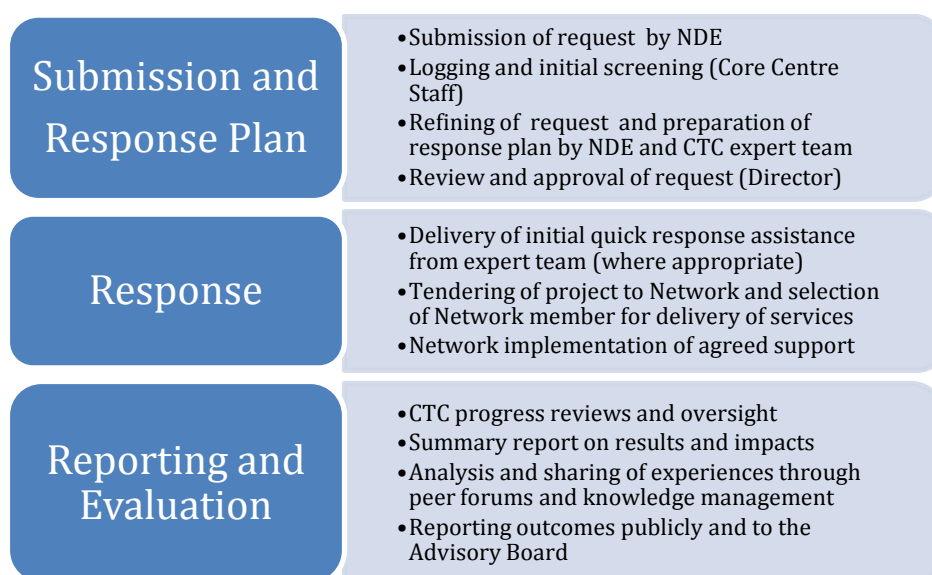 Submission and
Response Plan
•Submission of request by NDE
•Logging and initial screening (Core Centre
Staff)
•Refining of request and preparation of
response plan by NDE and CTC expert team
•Review and approval of request (Director)
Response
•Delivery of initial quick response assistance
from expert team (where appropriate)
•Tendering of project to Network and selection
of Network member for delivery of services
•Network implementation of agreed support
Reporting and
Evaluation
•CTC progress reviews and oversight
•Summary report on results and impacts
•Analysis and sharing of experiences through
peer forums and knowledge management
•Reporting outcomes publicly and to the
Advisory Board